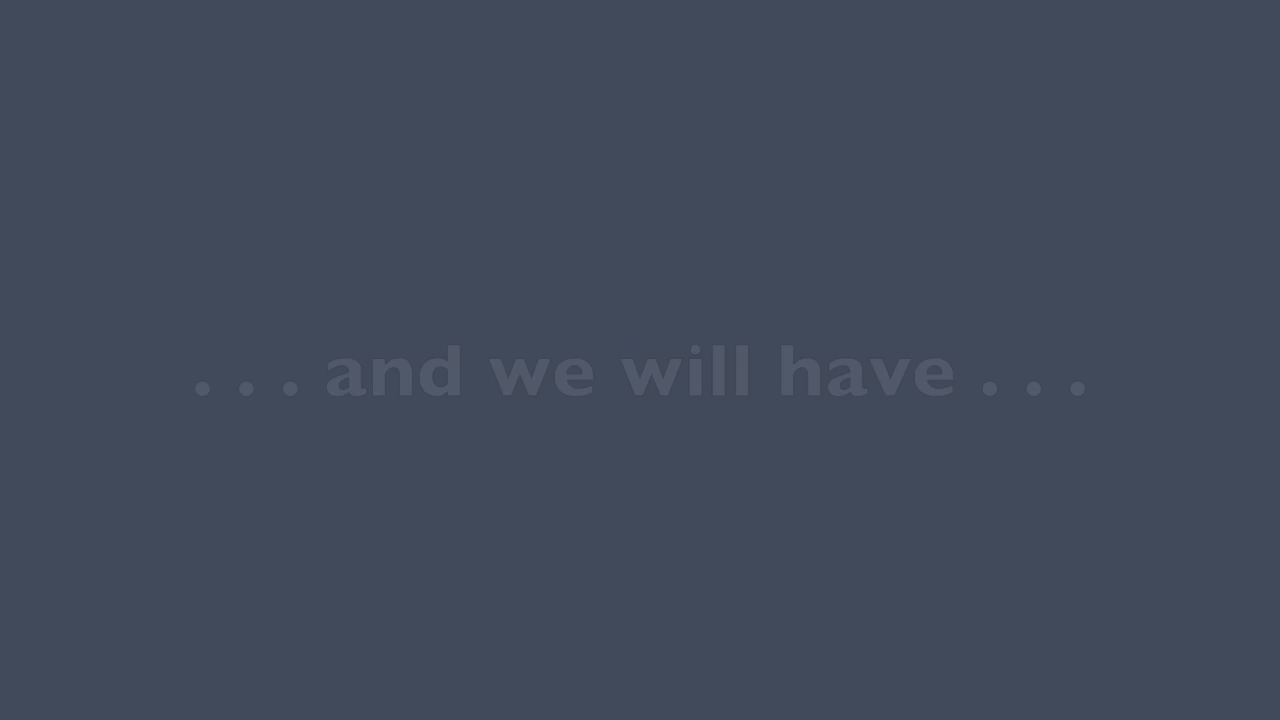 . . . and we will have . . .